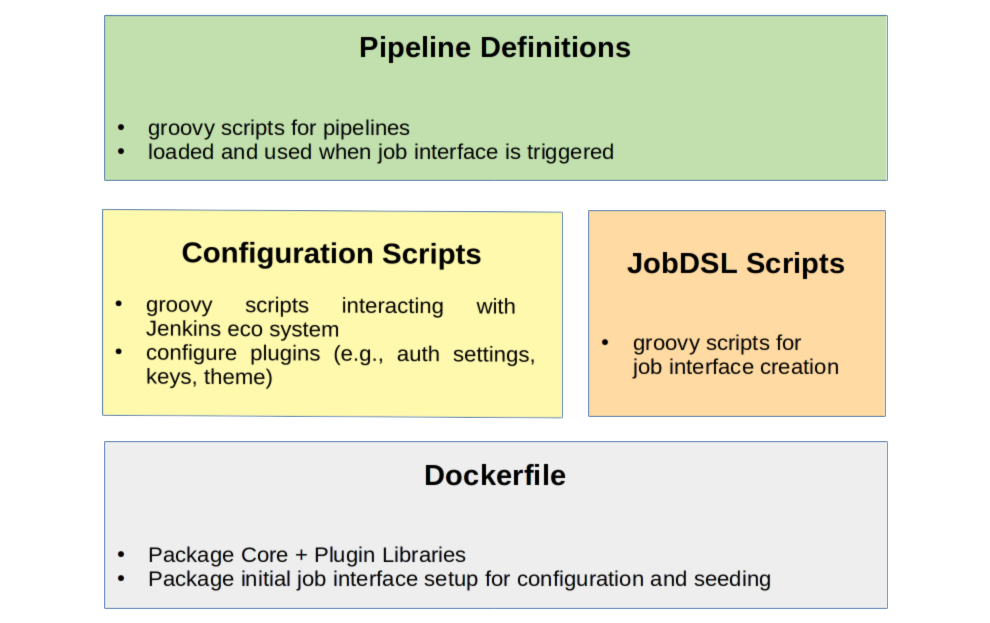 Pipeline Definitions
• groovy scripts for pipelines
• loaded and used when job interface is triggered
Configuration Scripts
• groovy scripts interacting with
Jenkins eco system
• configure plugins (e.g., auth settings,
keys, theme)
JobDSL Scripts
• groovy scripts for
job interface creation
Dockerfile
• Package Core + Plugin Libraries
• Package initial job interface setup for configuration and seeding